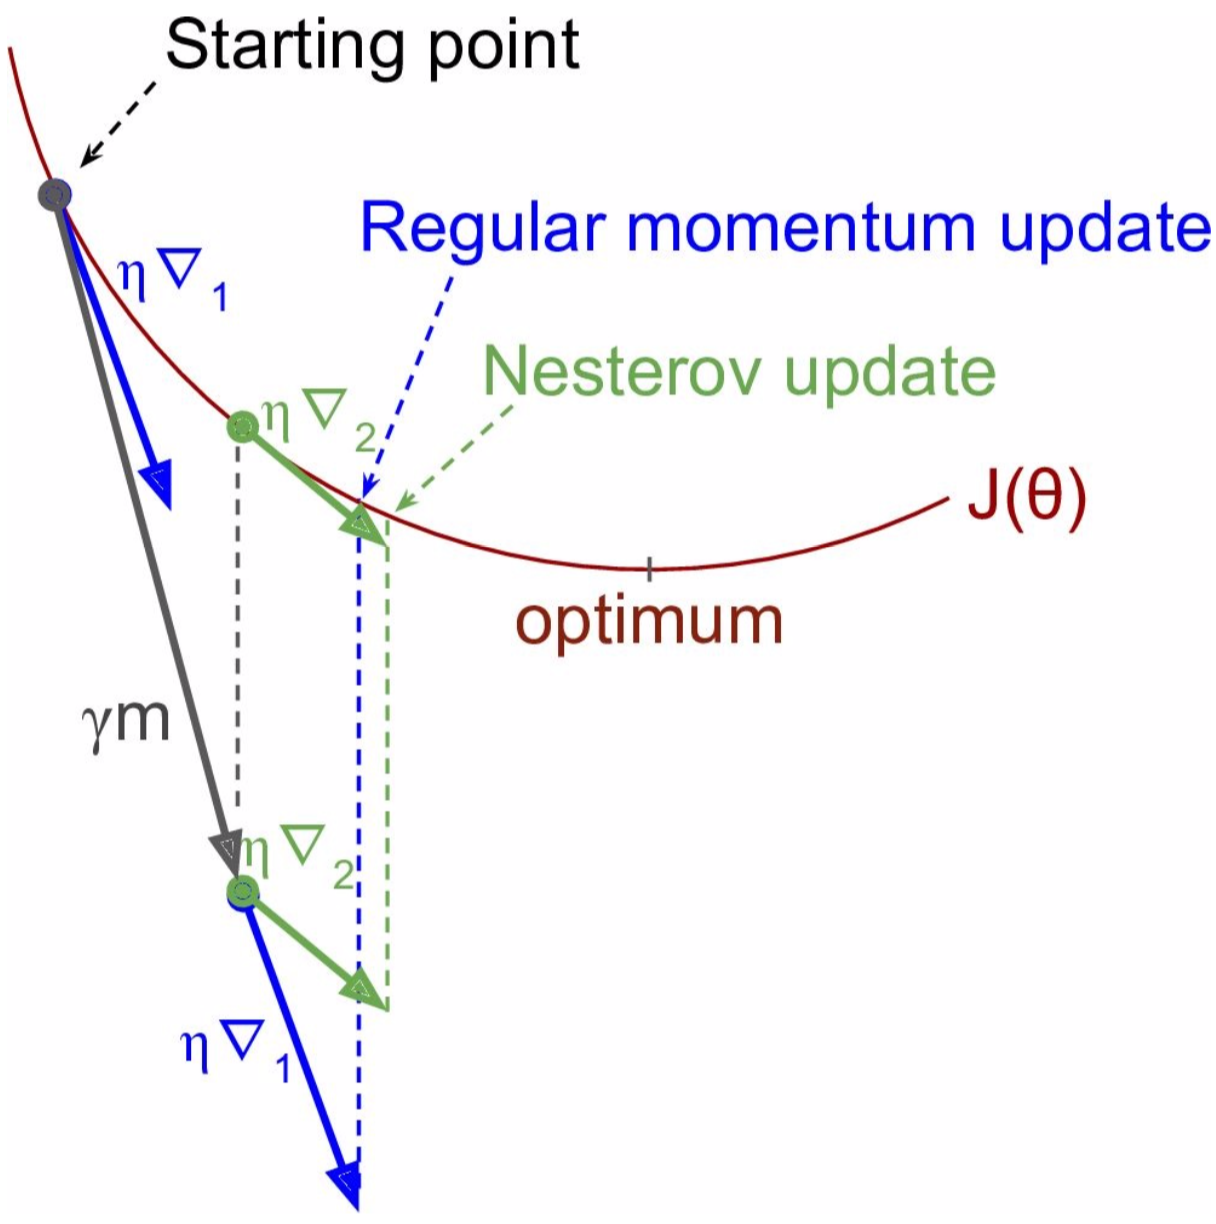 Starting point
Regular momentum update
η ∇ 1
Nesterov update
η ∇ 2
J(θ)
optimum
γm
η ∇ 2
η ∇ 1